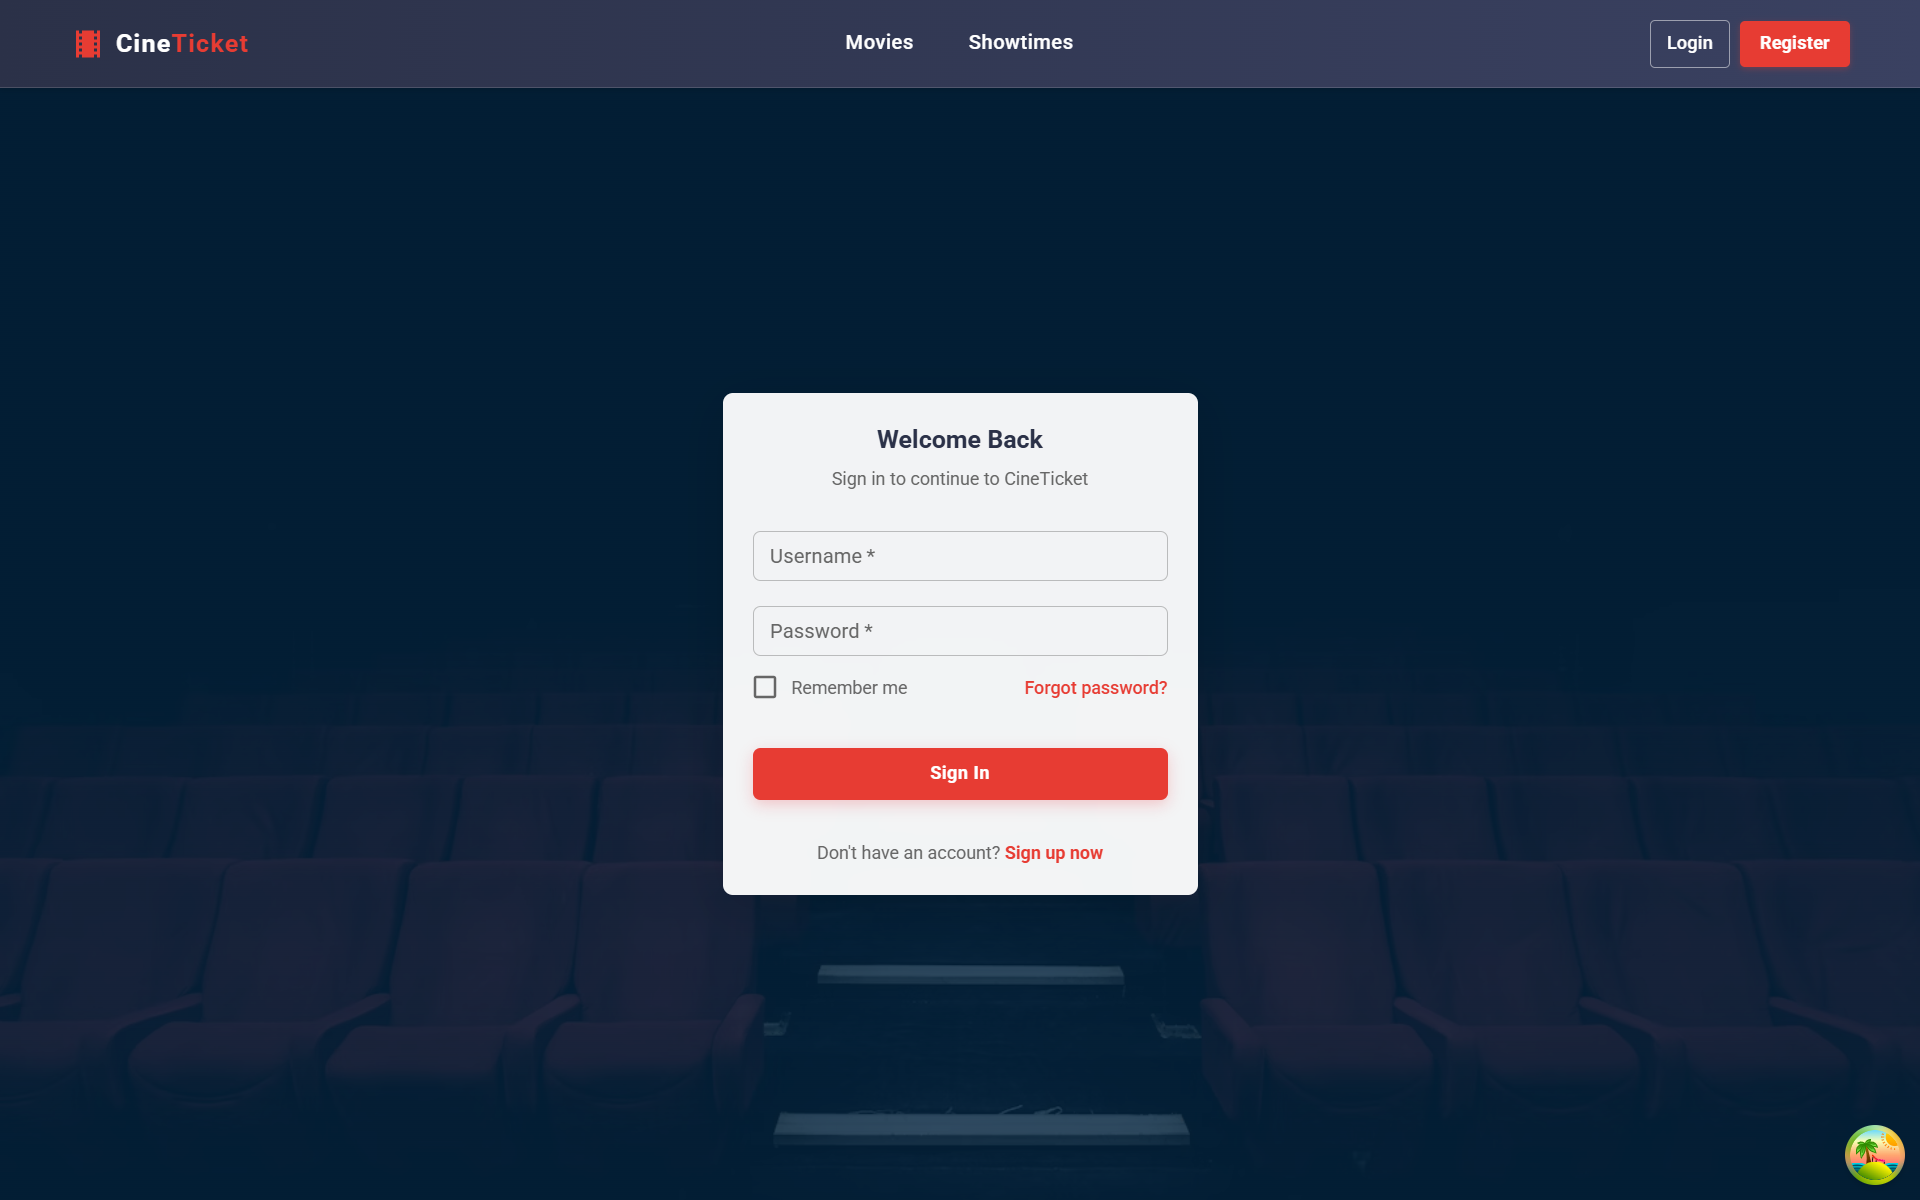 CineTicket
Movies
Showtimes
Login
Register
Welcome Back
Sign in to continue to CineTicket
Username *
Password *
Remember me
Forgot password?
Sign In
Don't have an account? Sign up now